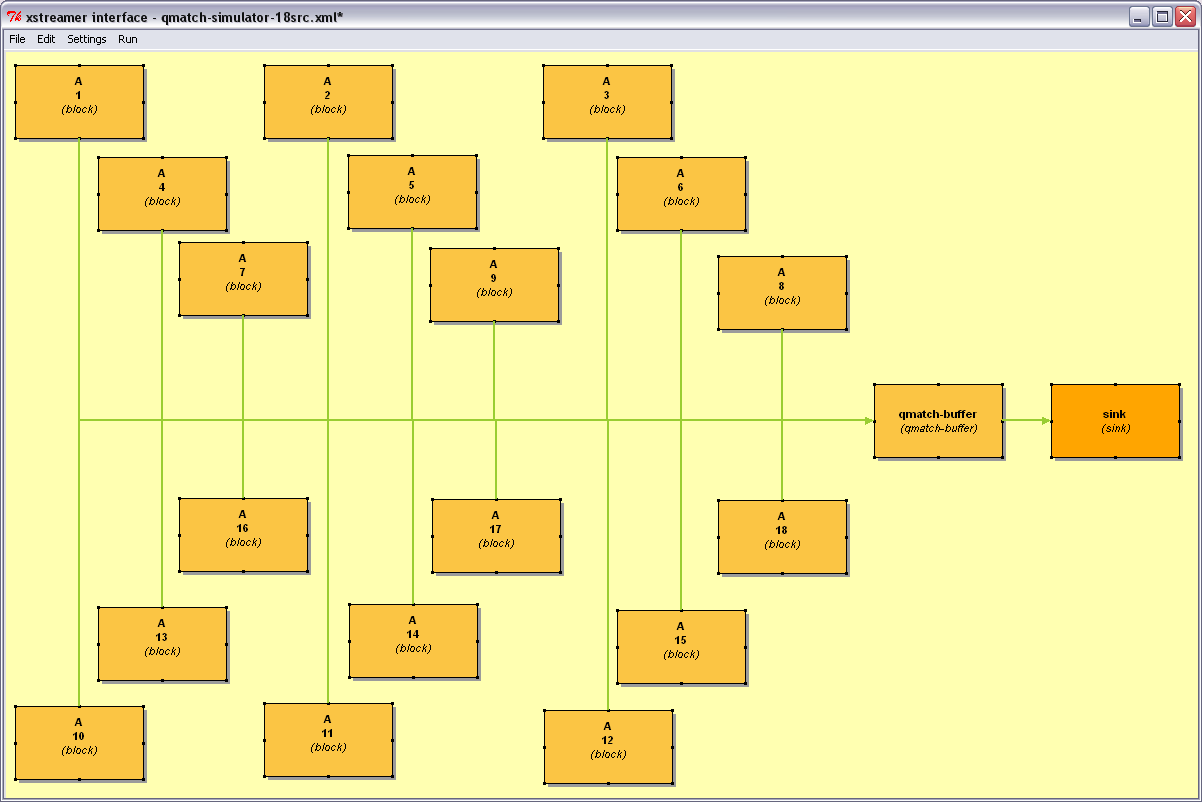 xstreamer interface - qmatch-simulator-18src.xml*
File Edit Settings Run
A
1
(block)
A
2
(block)
A
3
(block)
A
4
(block)
A
5
(block)
A
6
(block)
A
7
(block)
A
9
(block)
A
8
(block)
qmatch-buffer
(qmatch-buffer)
sink
(sink)
A
16
(block)
A
17
(block)
A
18
(block)
A
13
(block)
A
14
(block)
A
15
(block)
A
10
(block)
A
11
(block)
A
12
(block)